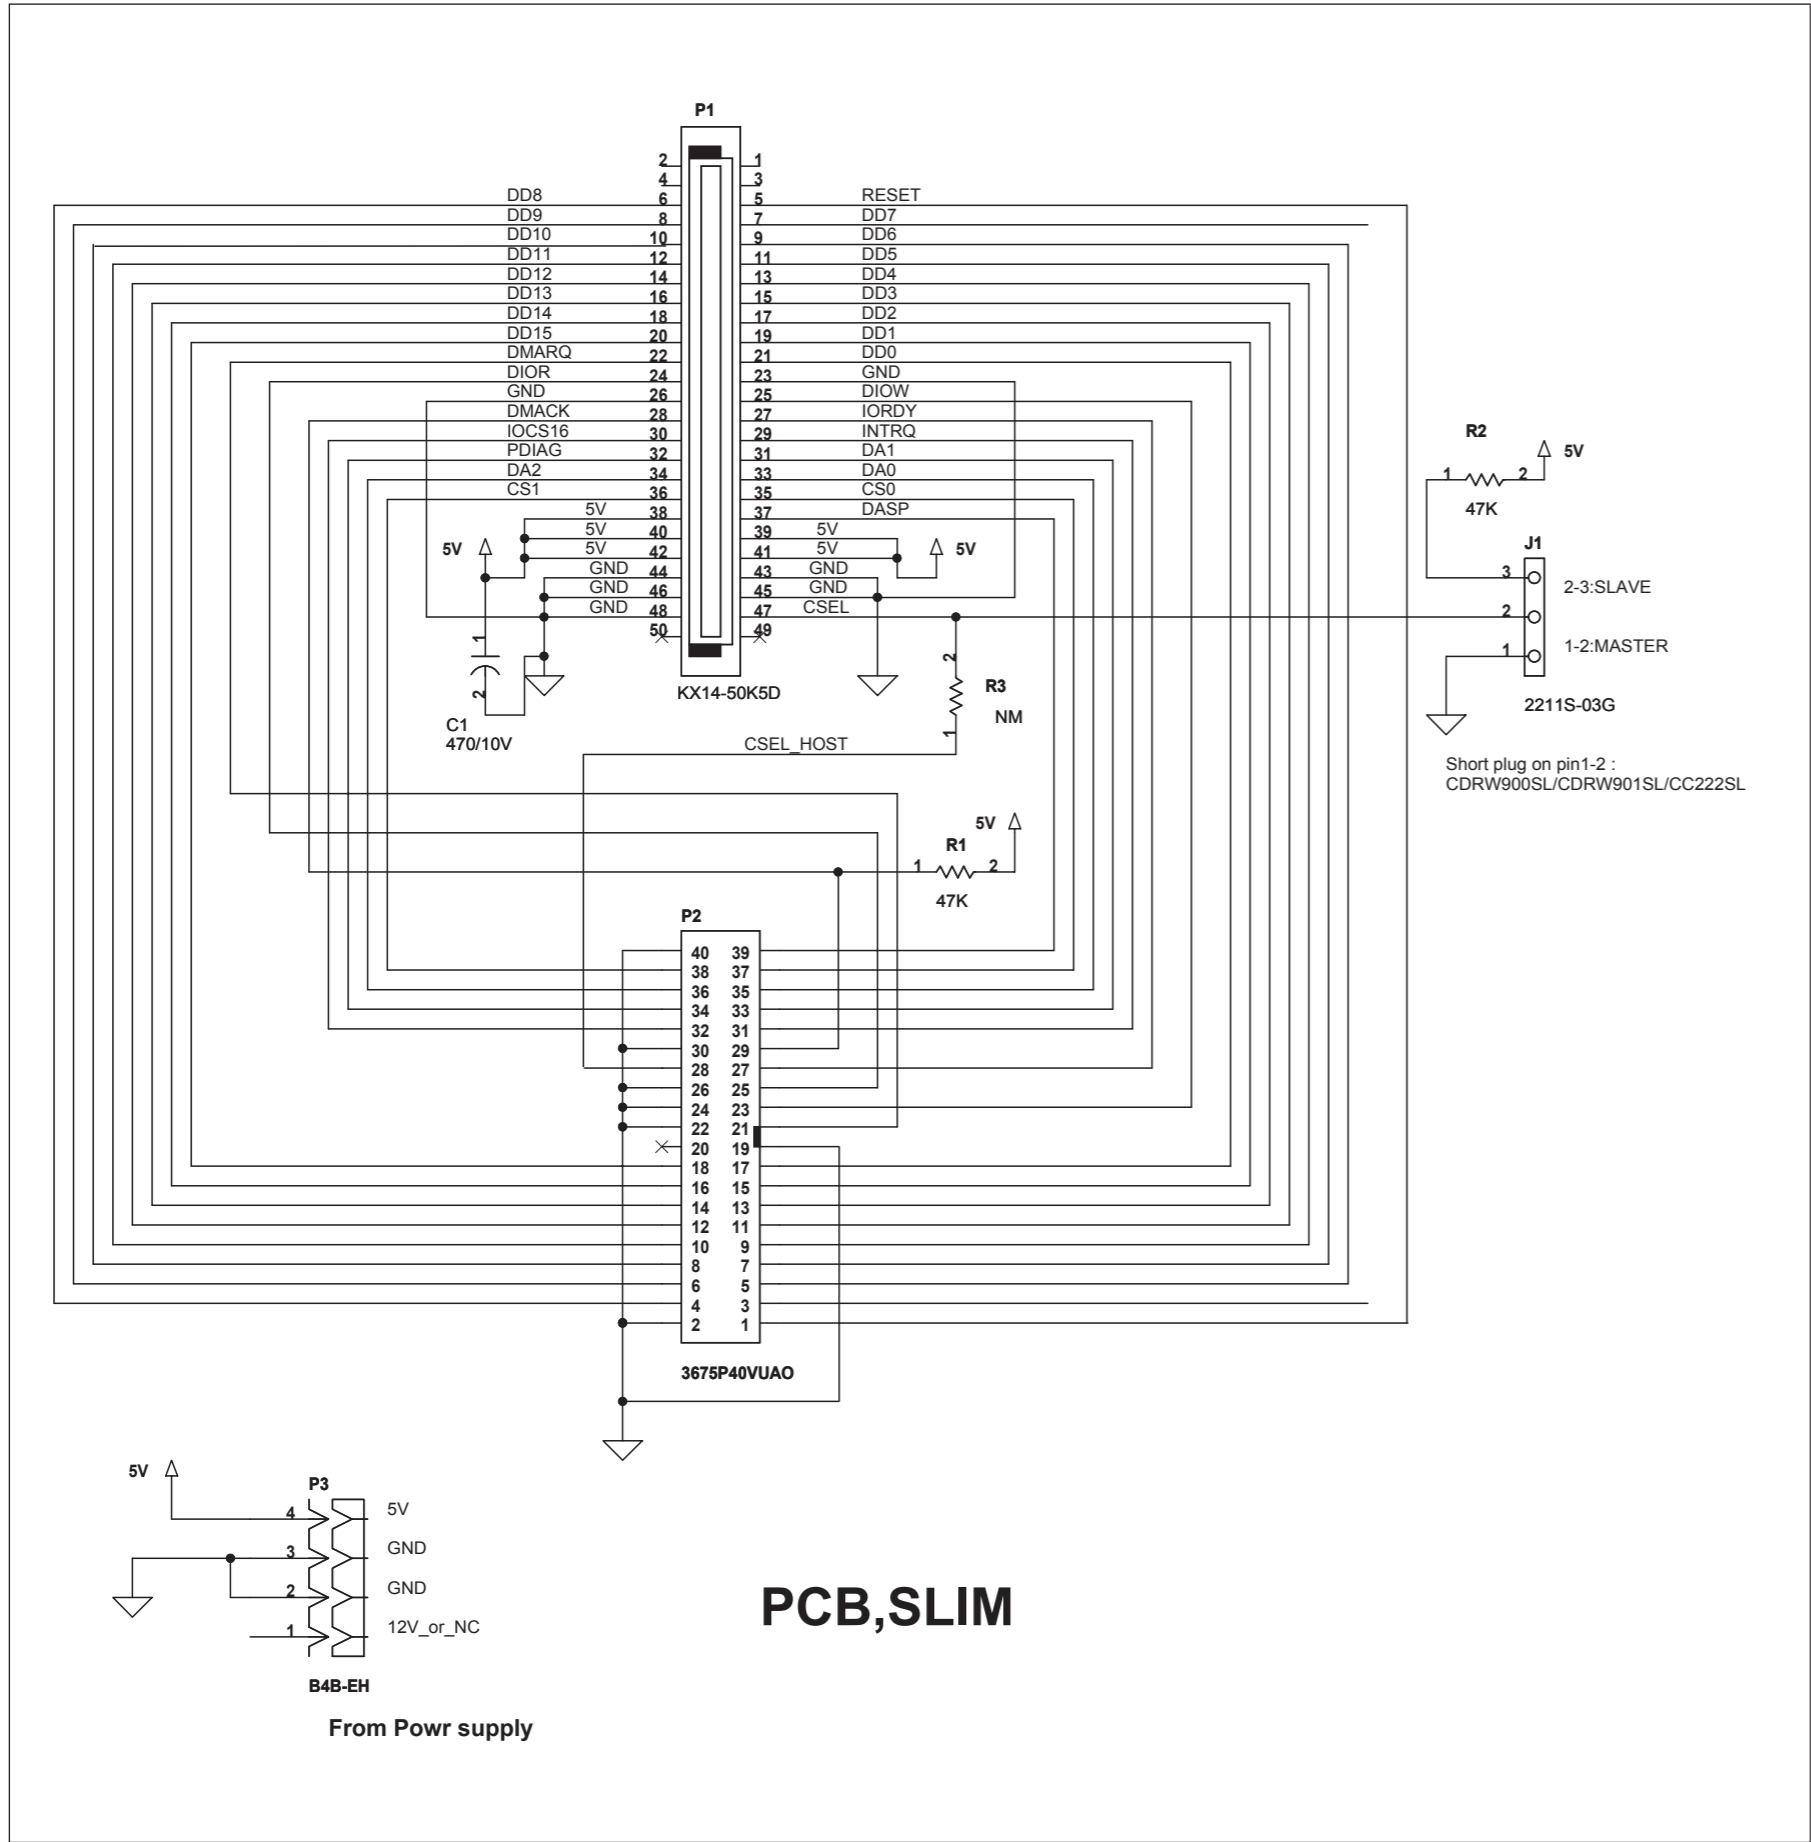 P1
2 1
4 3
DD8 6 5 RESET
DD9 8 7 DD7
DD10 10 9 DD6
DD11 12 11 DD5
DD12 14 13 DD4
DD13 16 15 DD3
DD14 18 17 DD2
DD15 20 19 DD1
DMARQ 22 21 DD0
DIOR 24 23 GND
GND 26 25 DIOW
DMACK 28 27 IORDY
IOCS16 30 29 INTRQ
PDIAG 32 31 DA1
DA2 34 33 DA0
CS1 36 35 CS0
5V 38 37 DASP
5V 40 39 5V
5V 42 41 5V
GND 44 43 GND
GND 46 45 GND
GND 48 47 CSEL
50 49
KX14-50K5D
5V
5V
1
2
C1
470/10V
2
R3
NM
1
CSEL_HOST
R2
5V
1 2
47K
J1
3
2-3:SLAVE
2
1-2:MASTER
1
2211S-03G
Short plug on pin1-2 :
CDRW900SL/CDRW901SL/CC222SL
5V
R1
1 2
47K
P2
40 39
38 37
36 35
34 33
32 31
30 29
28 27
26 25
24 23
22 21
20 19
18 17
16 15
14 13
12 11
10 9
8 7
6 5
4 3
2 1
3675P40VUAO
5V
P3
4 5V
3 GND
2 GND
1 12V_or_NC
B4B-EH
From Powr supply
PCB,SLIM